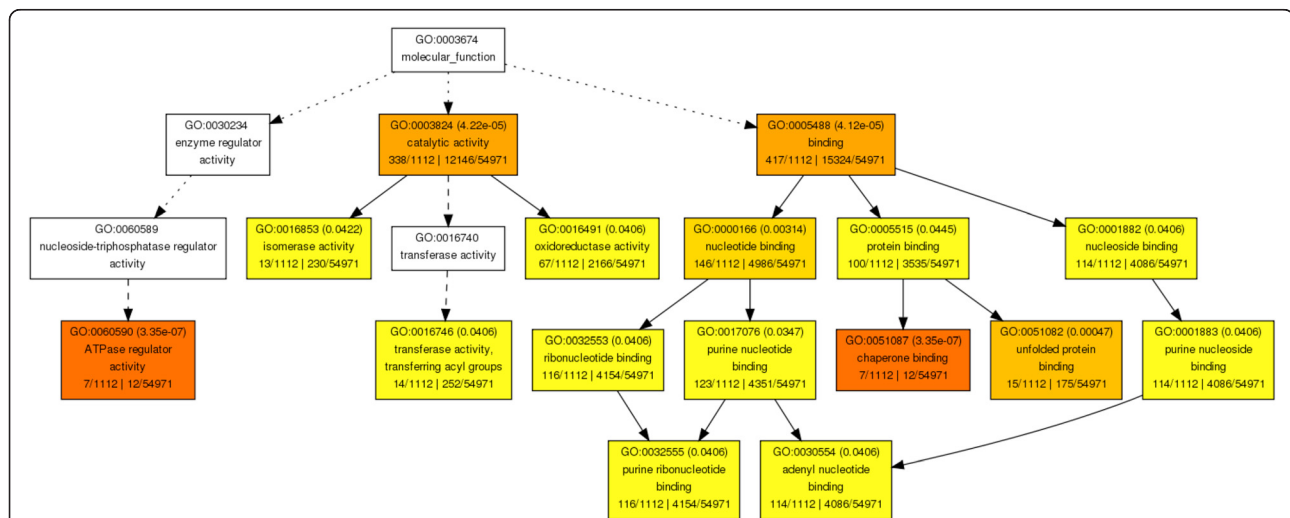 GO:0003674
molecular_function
GO:0030234
enzyme regulator
activity
GO:0003824 (4.22e-05)
catalytic activity
338/1112 | 12146/54971
GO:0005488 (4.12e-05)
binding
417/1112 | 15324/54971
GO:0060589
nucleoside-triphosphatase regulator
activity
GO:0016853 (0.0422)
isomerase activity
13/1112 | 230/54971
GO:0016740
transferase activity
GO:0016491 (0.0406)
oxidoreductase activity
67/1112 | 2166/54971
GO:0000166 (0.00314)
nucleotide binding
146/1112 | 4986/54971
GO:0005515 (0.0445)
protein binding
100/1112 | 3535/54971
GO:0001882 (0.0406)
nucleoside binding
114/1112 | 4086/54971
GO:0060590 (3.35e-07)
ATPase regulator
activity
7/1112 | 12/54971
GO:0016746 (0.0406)
transferase activity,
transferring acyl groups
14/1112 | 252/54971
GO:0032553 (0.0406)
ribonucleotide binding
116/1112 | 4154/54971
GO:0017076 (0.0347)
purine nucleotide
binding
123/1112 | 4351/54971
GO:0051087 (3.35e-07)
chaperone binding
7/1112 | 12/54971
GO:0051082 (0.00047)
unfolded protein
binding
15/1112 | 175/54971
GO:0001883 (0.0406)
purine nucleoside
binding
114/1112 | 4086/54971
GO:0032555 (0.0406)
purine ribonucleotide
binding
116/1112 | 4154/54971
GO:0030554 (0.0406)
adenyl nucleotide
binding
114/1112 | 4086/54971